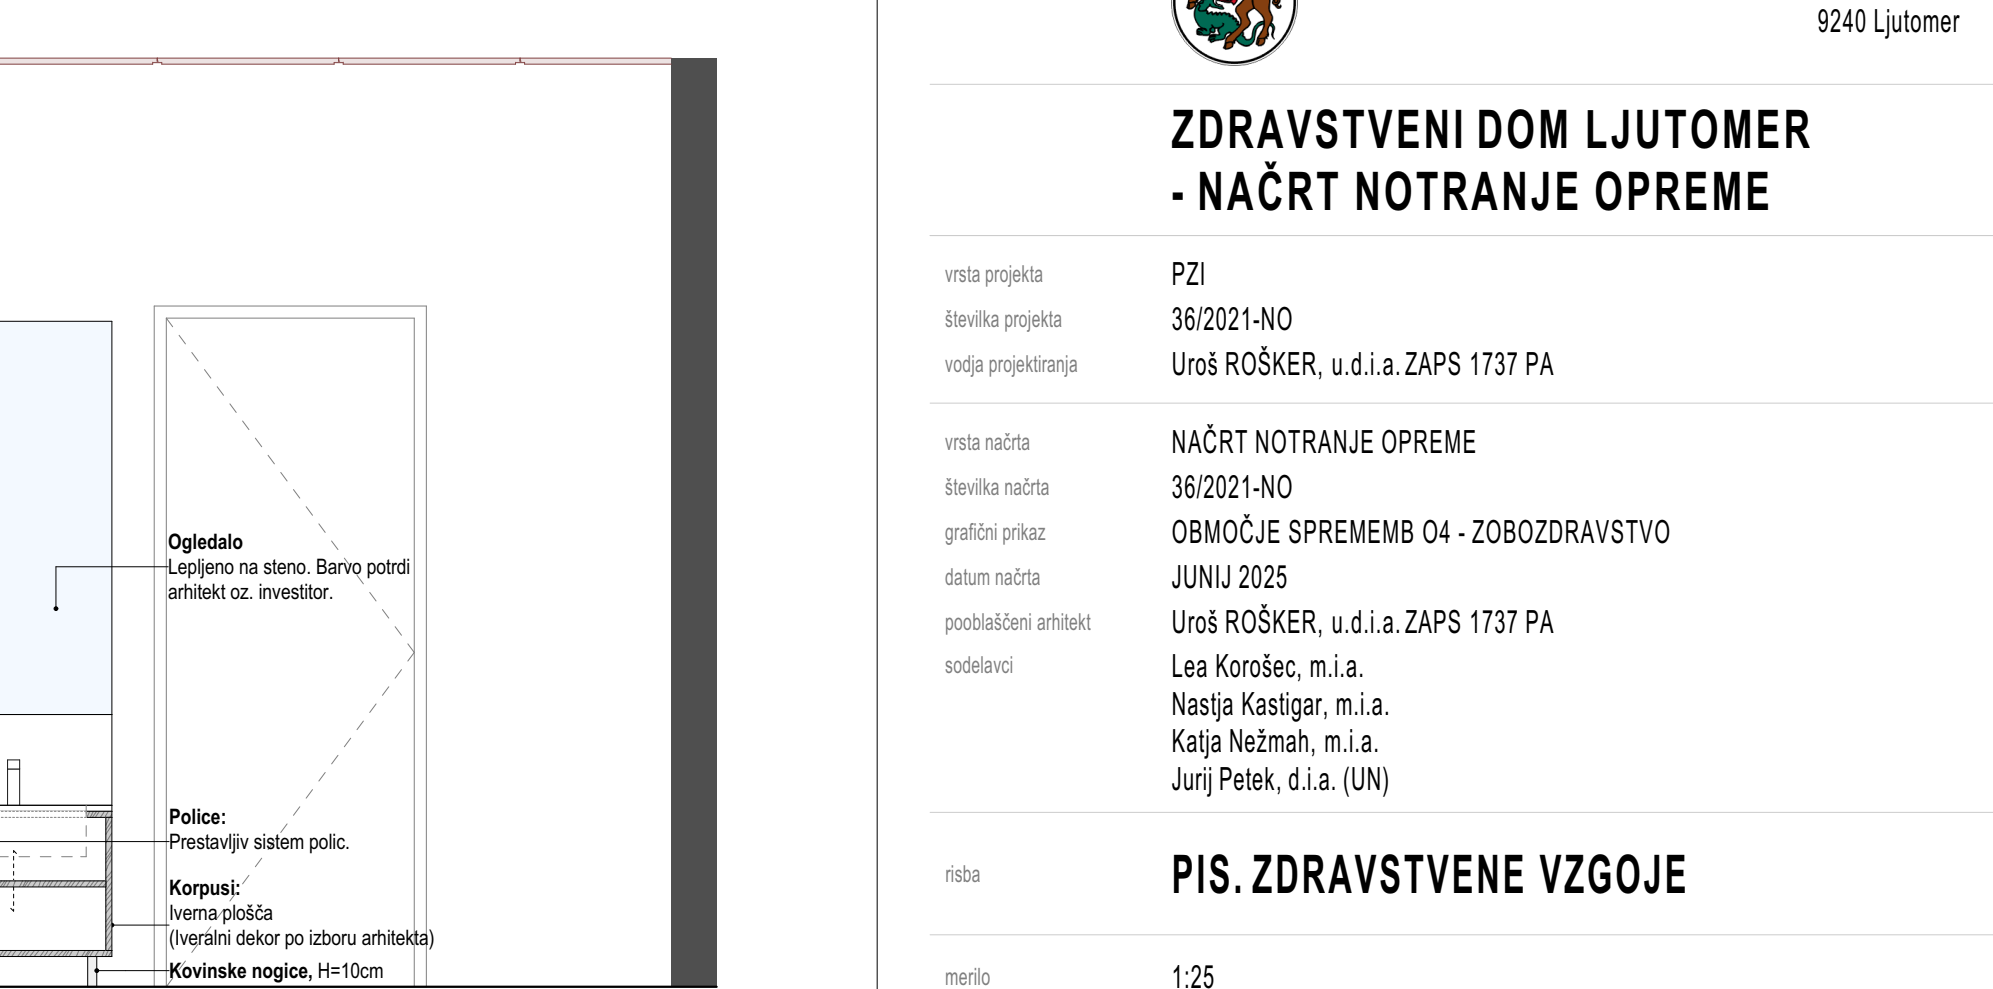 9240 Ljutomer
ZDRAVSTVENI DOM LJUTOMER
- NAČRT NOTRANJE OPREME
vrsta projekta PZI
številka projekta 36/2021-NO
vodja projektiranja Uroš ROŠKER, u.d.i.a. ZAPS 1737 PA
vrsta načrta NAČRT NOTRANJE OPREME
številka načrta 36/2021-NO
grafični prikaz OBMOČJE SPREMEMB O4 - ZOBOZDRAVSTVO
datum načrta JUNIJ 2025
pooblaščeni arhitekt Uroš ROŠKER, u.d.i.a. ZAPS 1737 PA
sodelavci Lea Korošec, m.i.a.
Nastja Kastigar, m.i.a.
Katja Nežmah, m.i.a.
Jurij Petek, d.i.a. (UN)
risba PIS. ZDRAVSTVENE VZGOJE
merilo 1:25
Ogledalo
Lepljeno na steno. Barvo potrdi
arhitekt oz. investitor.
Police:
Prestavljiv sistem polic.
Korpusi:
Iverna plošča
(Iveralni dekor po izboru arhitekta)
Kovinske nogice, H=10cm